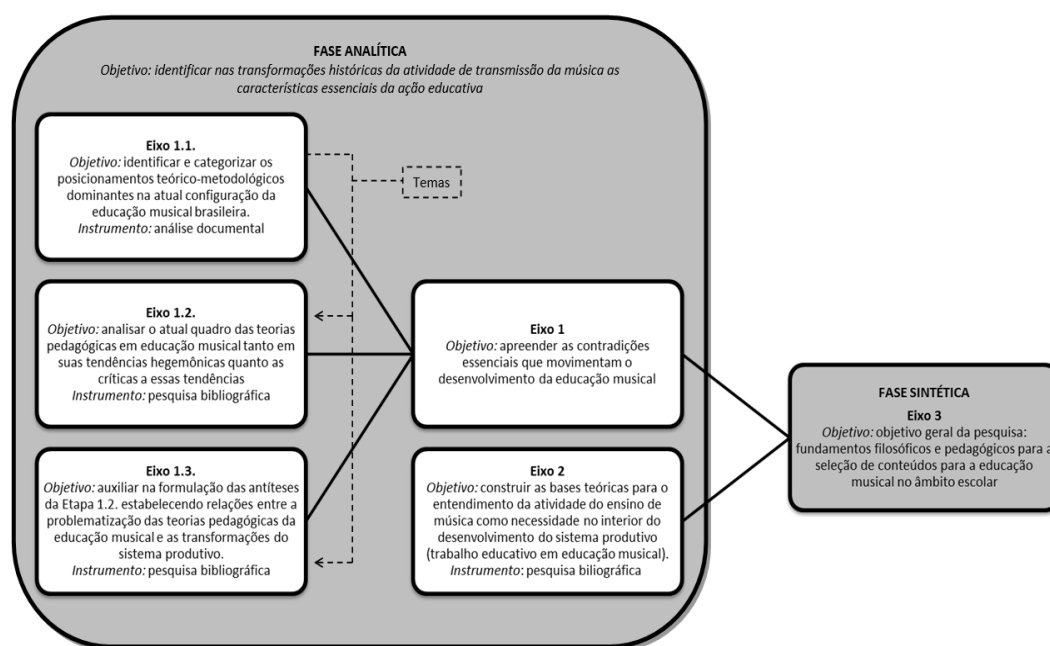 FASE ANALÍTICA
Objetivo: identificar nas transformações históricas da atividade de transmissão da música as
características essenciais da ação educativa
Eixo 1.1.
Objetivo: identificar e categorizar os
posicionamentos teórico-metodológicos
dominantes na atual configuração da
educação musical brasileira.
Instrumento: análise documental
Temas
Eixo 1.2.
Objetivo: analisar o atual quadro das teorias
pedagógicas em educação musical tanto em
suas tendências hegemônicas quanto as
críticas a essas tendências
Instrumento: pesquisa bibliográfica
Eixo 1.3.
Objetivo: auxiliar na formulação das antíteses
da Etapa 1.2. estabelecendo relações entre a
problematização das teorias pedagógicas da
educação musical e as transformações do
sistema produtivo.
Instrumento: pesquisa bibliográfica
Eixo 1
Objetivo: apreender as contradições
essenciais que movimentam o
desenvolvimento da educação musical
Eixo 2
Objetivo: construir as bases teóricas para o
entendimento da atividade do ensino de
música como necessidade no interior do
desenvolvimento do sistema produtivo
(trabalho educativo em educação musical).
Instrumento: pesquisa biliográfica
FASE SINTÉTICA
Eixo 3
Objetivo: objetivo geral da pesquisa:
fundamentos filosóficos e pedagógicos para a
seleção de conteúdos para a educação
musical no âmbito escolar